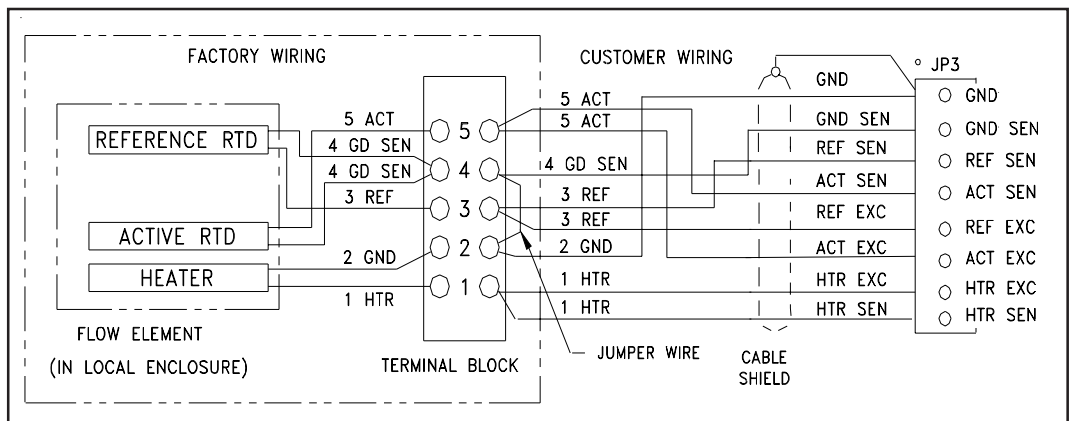 FACTORY WIRING
CUSTOMER WIRING
JP3
REFERENCE RTD
ACTIVE RTD
HEATER
FLOW ELEMENT
(IN LOCAL ENCLOSURE)
5 ACT
4 GD SEN
4 GD SEN
3 REF
2 GND
1 HTR
5
4
3
2
1
TERMINAL BLOCK
5 ACT
5 ACT
4 GD SEN
3 REF
3 REF
2 GND
1 HTR
1 HTR
JUMPER WIRE
CABLE
SHIELD
GND
GND SEN
REF SEN
ACT SEN
REF EXC
ACT EXC
HTR EXC
HTR SEN
GND
GND SEN
REF SEN
ACT SEN
REF EXC
ACT EXC
HTR EXC
HTR SEN